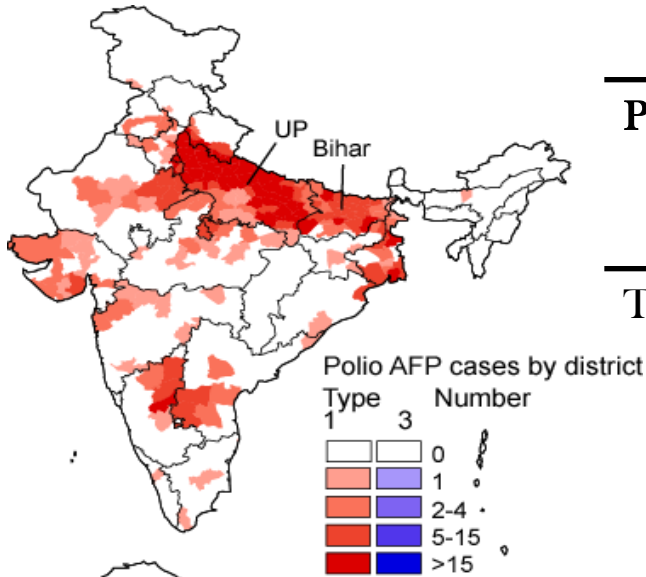 UP
Bihar
P
T
Polio AFP cases by district
Type Number
1 3
0
1
2-4
5-15
>15